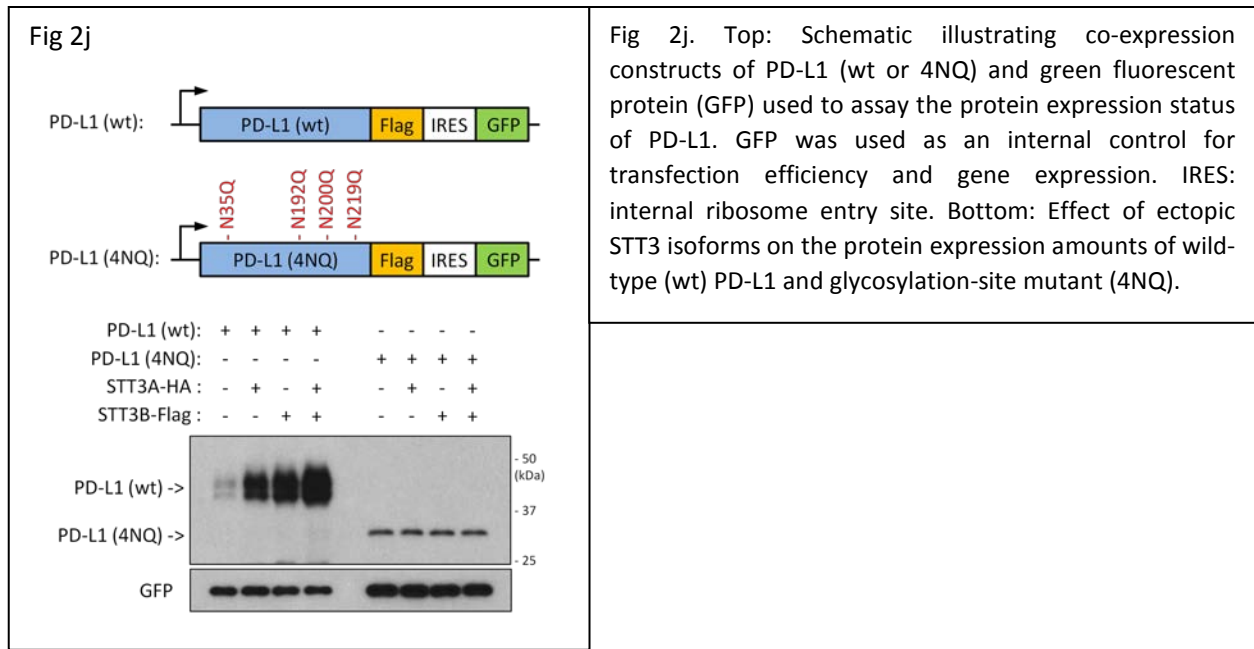 Fig 2j
PD-L1 (wt):
PD-L1 (wt) Flag IRES GFP
N35Q N192Q N200Q N219Q
PD-L1 (4NQ):
PD-L1 (4NQ) Flag IRES GFP
PD-L1 (wt): + + + + - - - -
PD-L1 (4NQ): - - - - + + + +
STT3A-HA : - + - + - + - +
STT3B-Flag : - - + + - - + +
- 50
(kDa)
PD-L1 (wt) ->
- 37
PD-L1 (4NQ) ->
- 25
GFP
Fig 2j. Top: Schematic illustrating co-expression
constructs of PD-L1 (wt or 4NQ) and green fluorescent
protein (GFP) used to assay the protein expression status
of PD-L1. GFP was used as an internal control for
transfection efficiency and gene expression. IRES:
internal ribosome entry site. Bottom: Effect of ectopic
STT3 isoforms on the protein expression amounts of wild-
type (wt) PD-L1 and glycosylation-site mutant (4NQ).